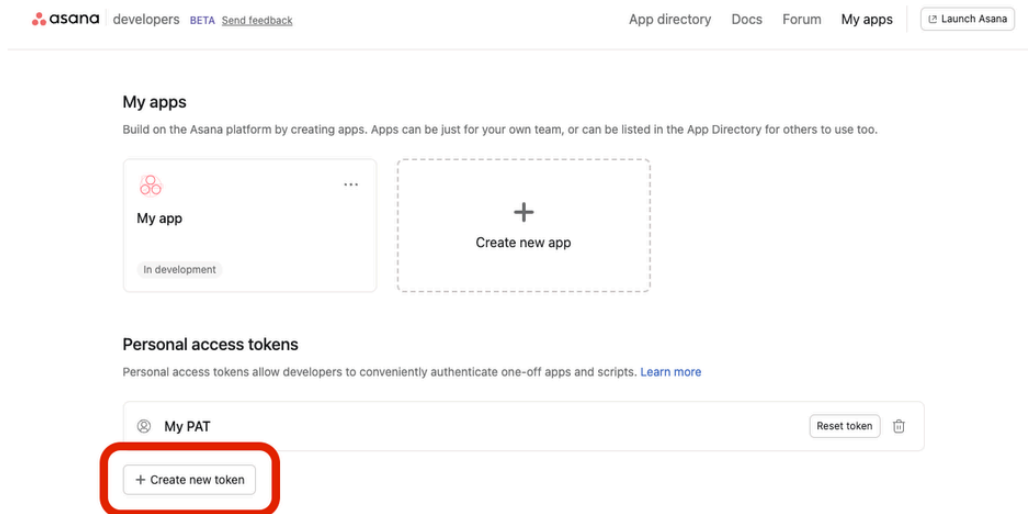 asana developers BETA Send feedback App directory Docs Forum My apps Launch Asana
My apps
Build on the Asana platform by creating apps. Apps can be just for your own team, or can be listed in the App Directory for others to use too.
My app
In development
Create new app
Personal access tokens
Personal access tokens allow developers to conveniently authenticate one-off apps and scripts. Learn more
My PAT Reset token
+ Create new token